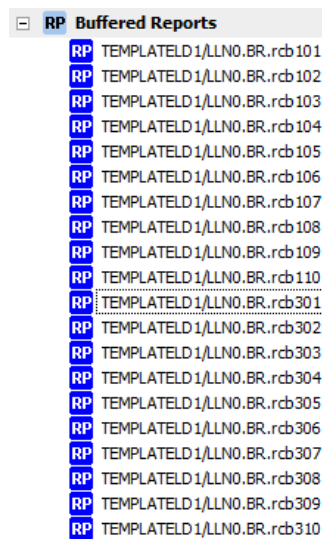 RP Buffered Reports
RP TEMPLATELD1/LLN0.BR.rcb101
RP TEMPLATELD1/LLN0.BR.rcb102
RP TEMPLATELD1/LLN0.BR.rcb103
RP TEMPLATELD1/LLN0.BR.rcb104
RP TEMPLATELD1/LLN0.BR.rcb105
RP TEMPLATELD1/LLN0.BR.rcb106
RP TEMPLATELD1/LLN0.BR.rcb107
RP TEMPLATELD1/LLN0.BR.rcb108
RP TEMPLATELD1/LLN0.BR.rcb109
RP TEMPLATELD1/LLN0.BR.rcb110
RP TEMPLATELD1/LLN0.BR.rcb301
RP TEMPLATELD1/LLN0.BR.rcb302
RP TEMPLATELD1/LLN0.BR.rcb303
RP TEMPLATELD1/LLN0.BR.rcb304
RP TEMPLATELD1/LLN0.BR.rcb305
RP TEMPLATELD1/LLN0.BR.rcb306
RP TEMPLATELD1/LLN0.BR.rcb307
RP TEMPLATELD1/LLN0.BR.rcb308
RP TEMPLATELD1/LLN0.BR.rcb309
RP TEMPLATELD1/LLN0.BR.rcb310